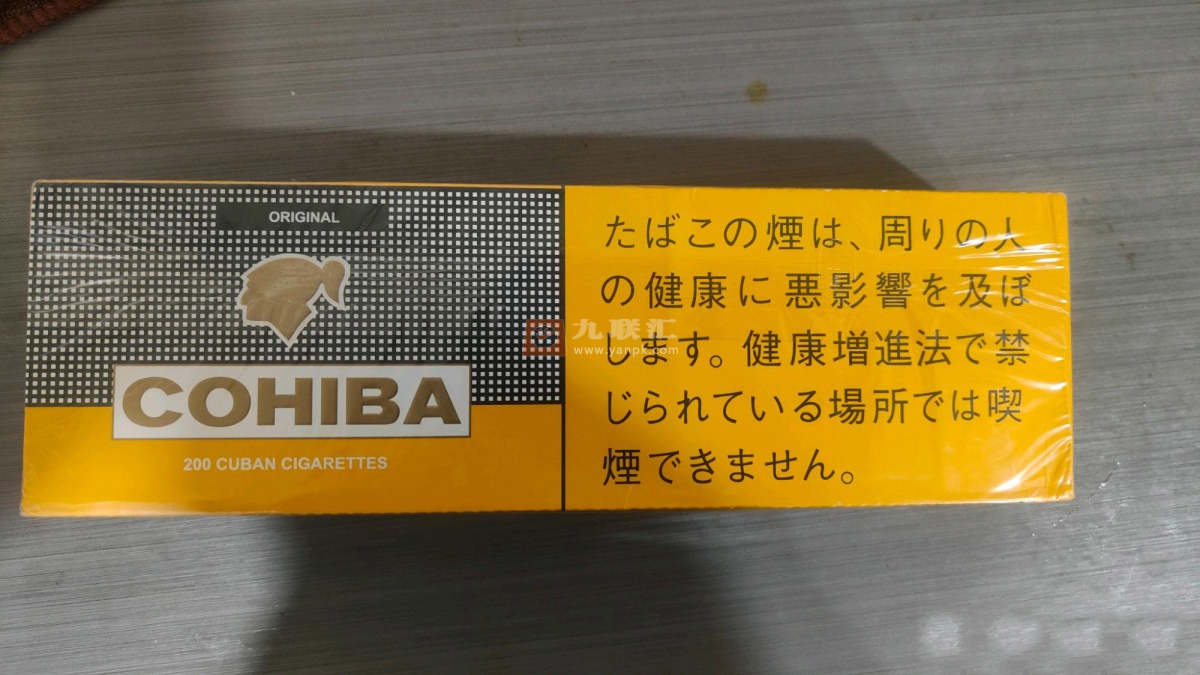 ORIGINAL
COHIBA
200 CUBAN CIGARETTES
たばこの煙は、周りの人
の健康に悪影響を及ぼ
します。健康増進法で禁
じられている場所では喫
煙できません。
九联汇
www.yanpk.com